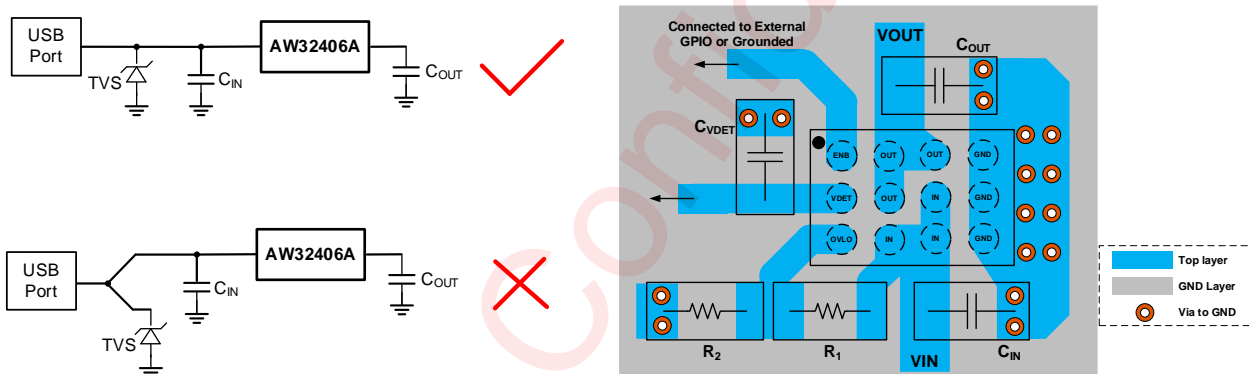 USB
Port
AW32406A
TVS
CIN
COUT
USB
Port
AW32406A
TVS
CIN
COUT
Connected to External
GPIO or Grounded
VOUT
COUT
CVDET
ENB OUT OUT GND
VDET OUT IN GND
OVLO IN IN GND
R2
R1
VIN
CIN
Top layer
GND Layer
Via to GND